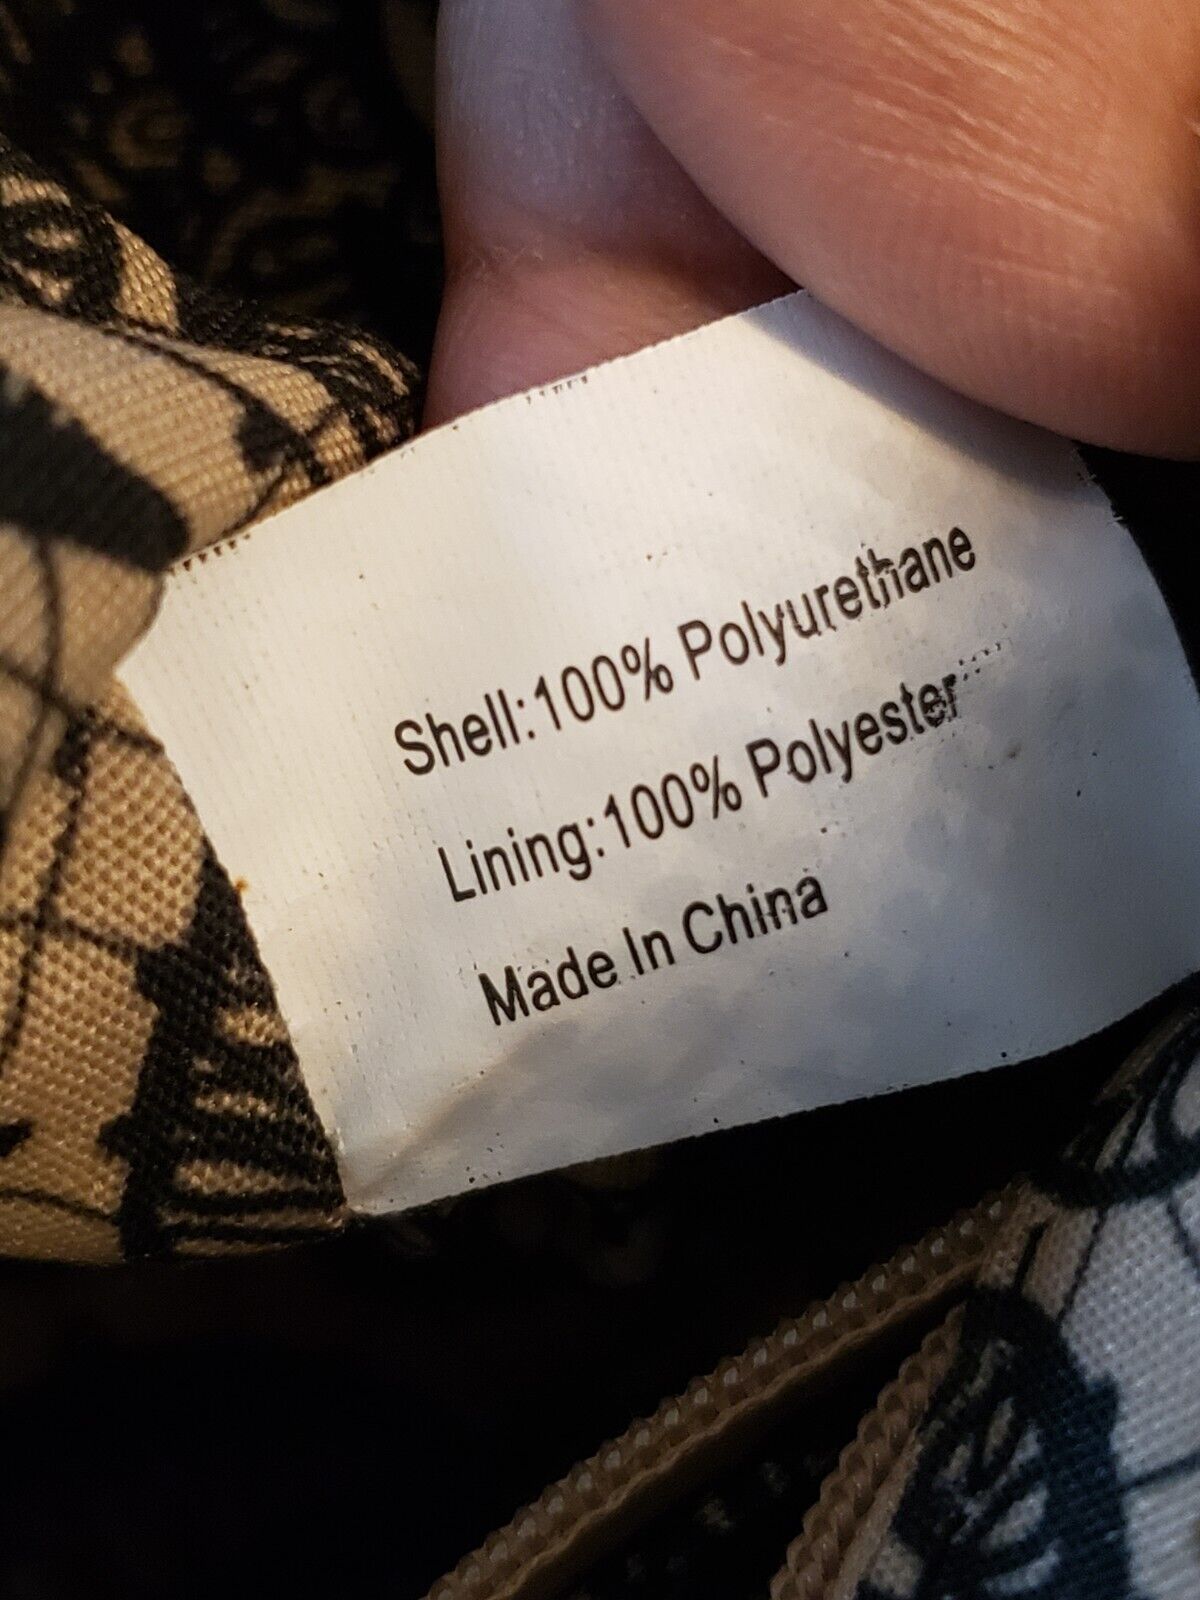 Shell:100% Polyurethane
Lining:100% Polyester
Made In China